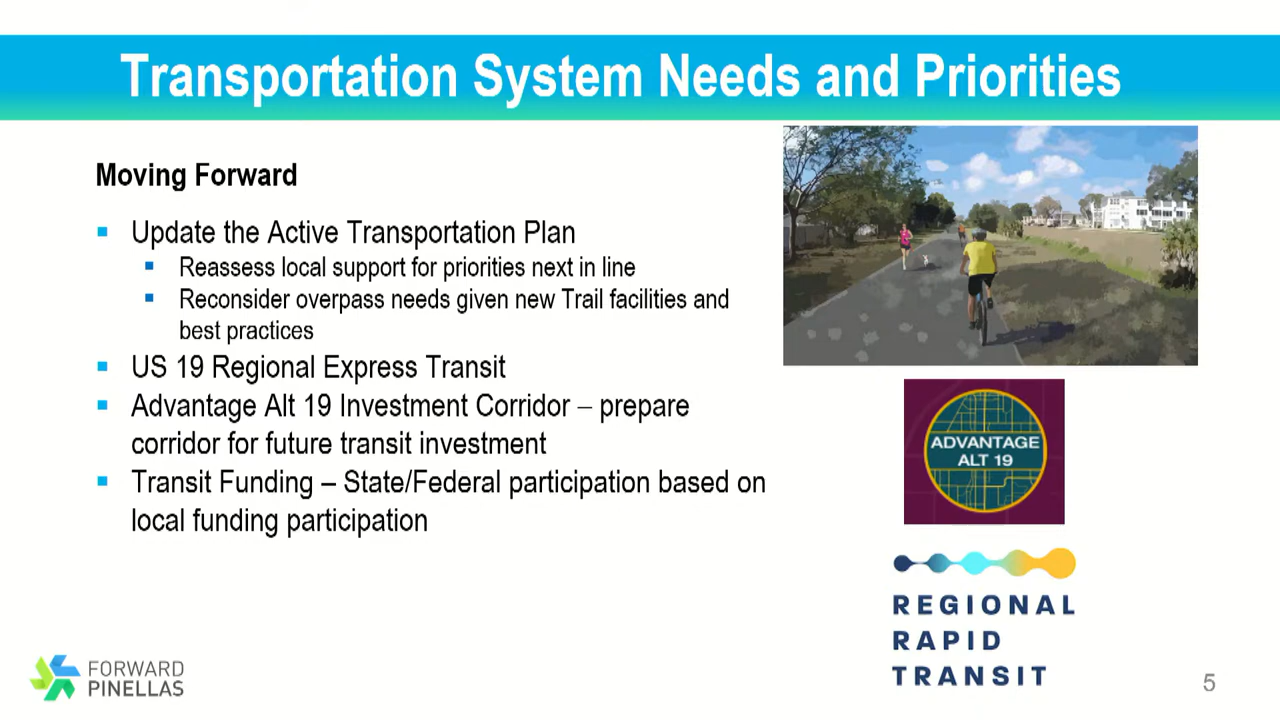 Transportation System Needs and Priorities
Moving Forward
Update the Active Transportation Plan
Reassess local support for priorities next in line
Reconsider overpass needs given new Trail facilities and
best practices
US 19 Regional Express Transit
Advantage Alt 19 Investment Corridor – prepare
corridor for future transit investment
Transit Funding – State/Federal participation based on
local funding participation
ADVANTAGE
ALT 19
REGIONAL
RAPID
TRANSIT
FORWARD
PINELLAS
5